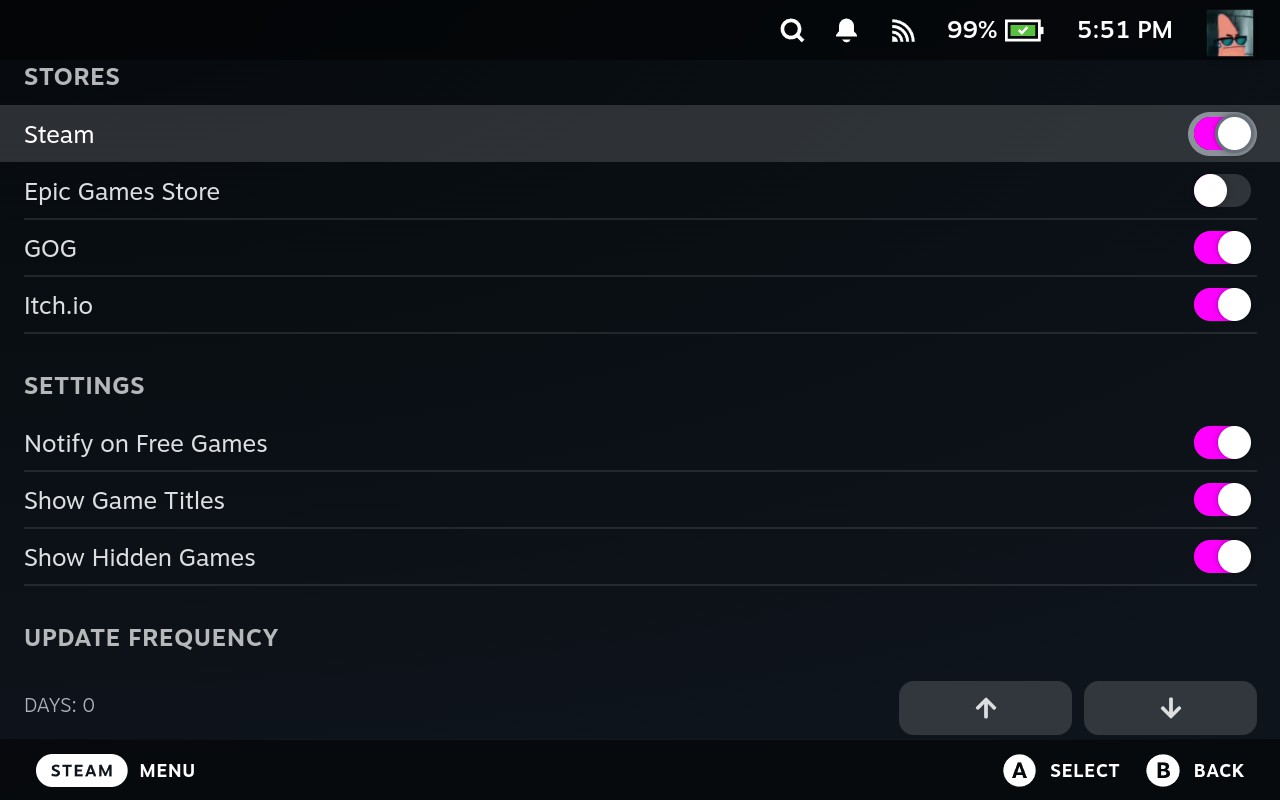 99% 5:51 PM
STORES
Steam
Epic Games Store
GOG
Itch.io
SETTINGS
Notify on Free Games
Show Game Titles
Show Hidden Games
UPDATE FREQUENCY
DAYS: 0
STEAM MENU A SELECT B BACK